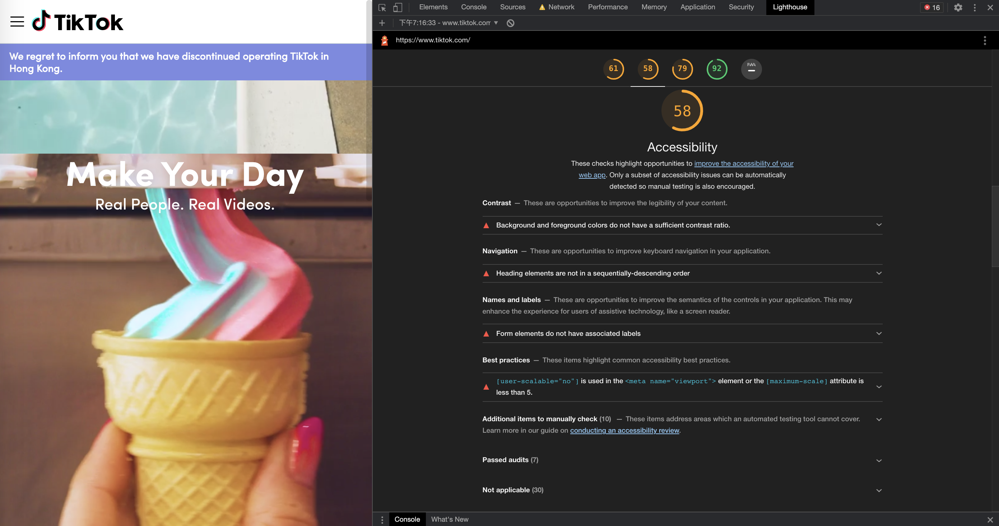 TikTok
We regret to inform you that we have discontinued operating TikTok in
Hong Kong.
Make Your Day
Real People. Real Videos.
Elements Console Sources Network Performance Memory Application Security Lighthouse 16
下午7:16:33 - www.tiktok.com
https://www.tiktok.com/
61 58 79 92 PWA
58
Accessibility
These checks highlight opportunities to improve the accessibility of your
web app. Only a subset of accessibility issues can be automatically
detected so manual testing is also encouraged.
Contrast — These are opportunities to improve the legibility of your content.
Background and foreground colors do not have a sufficient contrast ratio.
Navigation — These are opportunities to improve keyboard navigation in your application.
Heading elements are not in a sequentially-descending order
Names and labels — These are opportunities to improve the semantics of the controls in your application. This may
enhance the experience for users of assistive technology, like a screen reader.
Form elements do not have associated labels
Best practices — These items highlight common accessibility best practices.
[user-scalable="no"] is used in the <meta name="viewport"> element or the [maximum-scale] attribute is
less than 5.
Additional items to manually check (10) — These items address areas which an automated testing tool cannot cover.
Learn more in our guide on conducting an accessibility review.
Passed audits (7)
Not applicable (30)
Console What's New